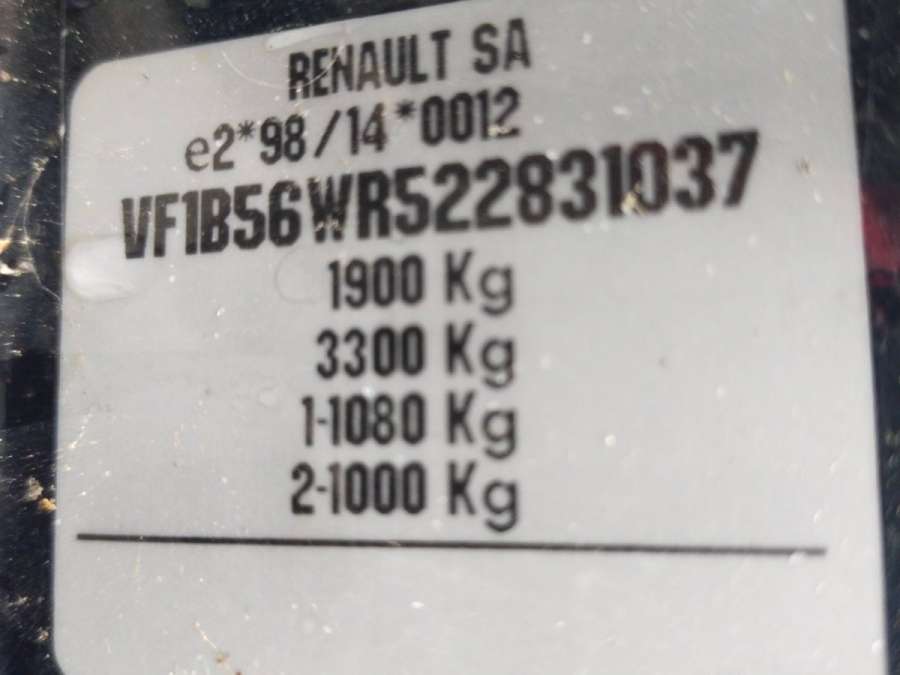 RENAULT SA
e2*98/14*0012
VF1B56WR522831037
1900 Kg
3300 Kg
1-1080 Kg
2-1000 Kg